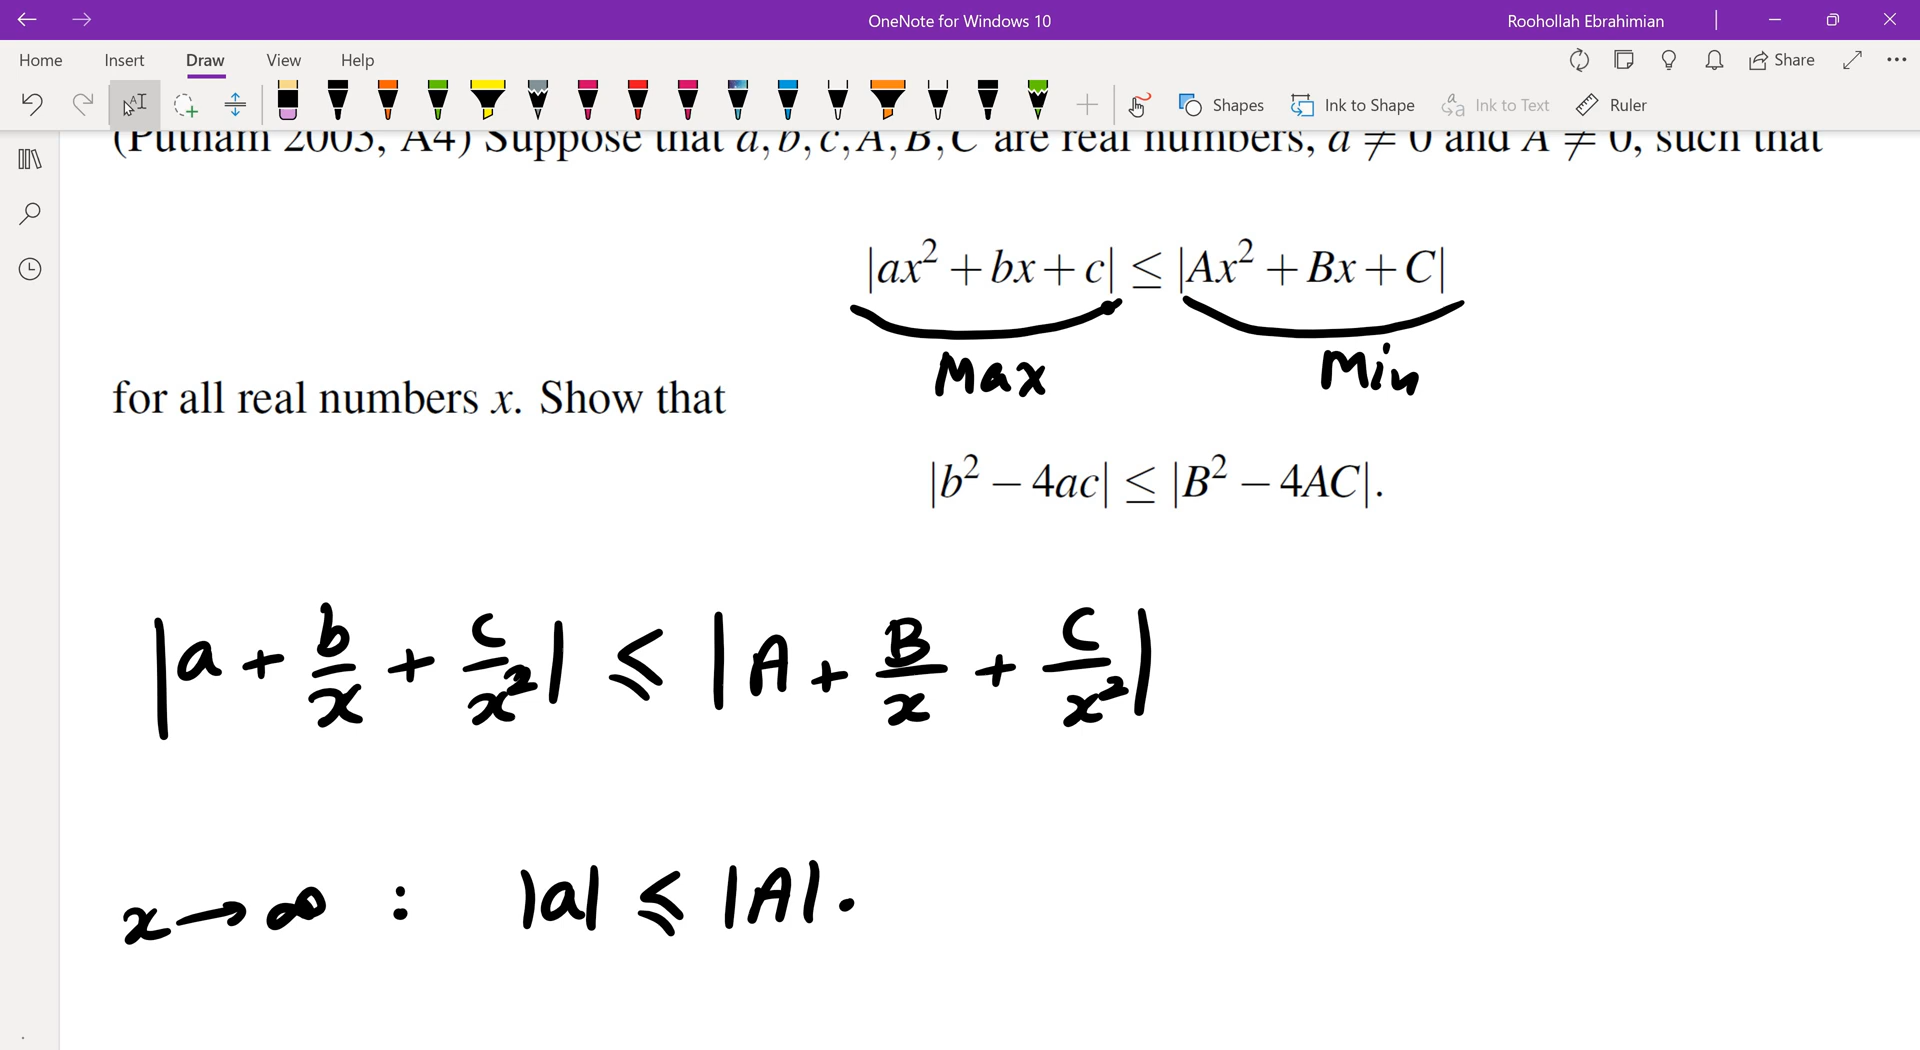 OneNote for Windows 10
Roohollah Ebrahimian
Home Insert Draw View Help
Share
Shapes Ink to Shape Ink to Text Ruler
(Putnam 2003, A4) Suppose that a, b, c, A, B, C are real numbers, a ≠ 0 and A ≠ 0, such that
|ax² + bx + c| ≤ |Ax² + Bx + C|
Max Min
for all real numbers x. Show that
|b² − 4ac| ≤ |B² − 4AC|.
|a + b/x + c/x²| ⩽ |A + B/x + C/x²|
x → ∞ : |a| ⩽ |A|.